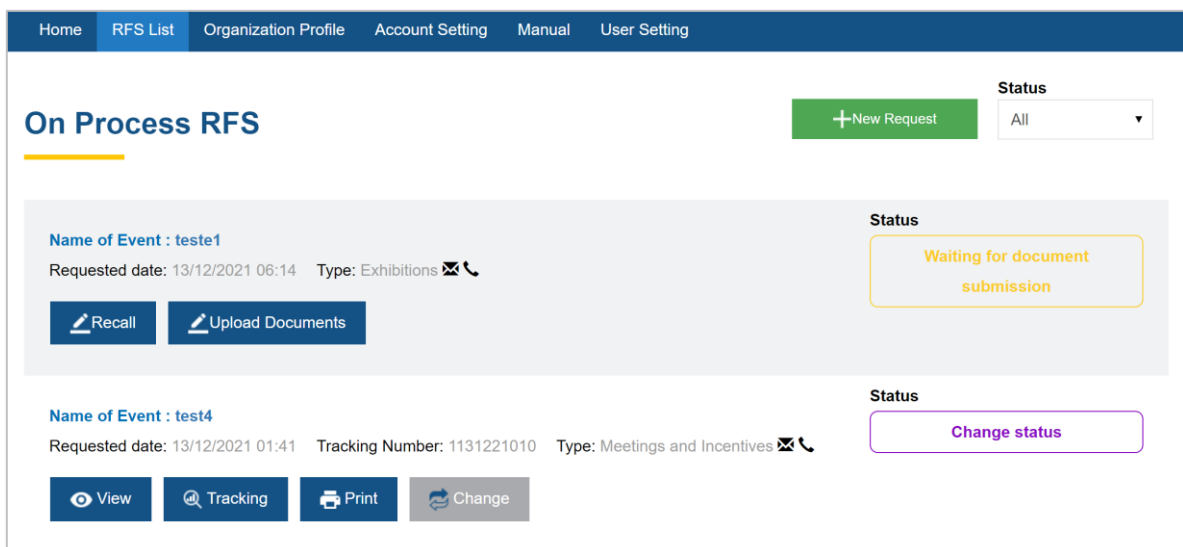 Home RFS List Organization Profile Account Setting Manual User Setting
On Process RFS
New Request
Status
All
Name of Event : teste1
Requested date: 13/12/2021 06:14 Type: Exhibitions
Recall Upload Documents
Status
Waiting for document
submission
Name of Event : test4
Requested date: 13/12/2021 01:41 Tracking Number: 1131221010 Type: Meetings and Incentives
View Tracking Print Change
Status
Change status